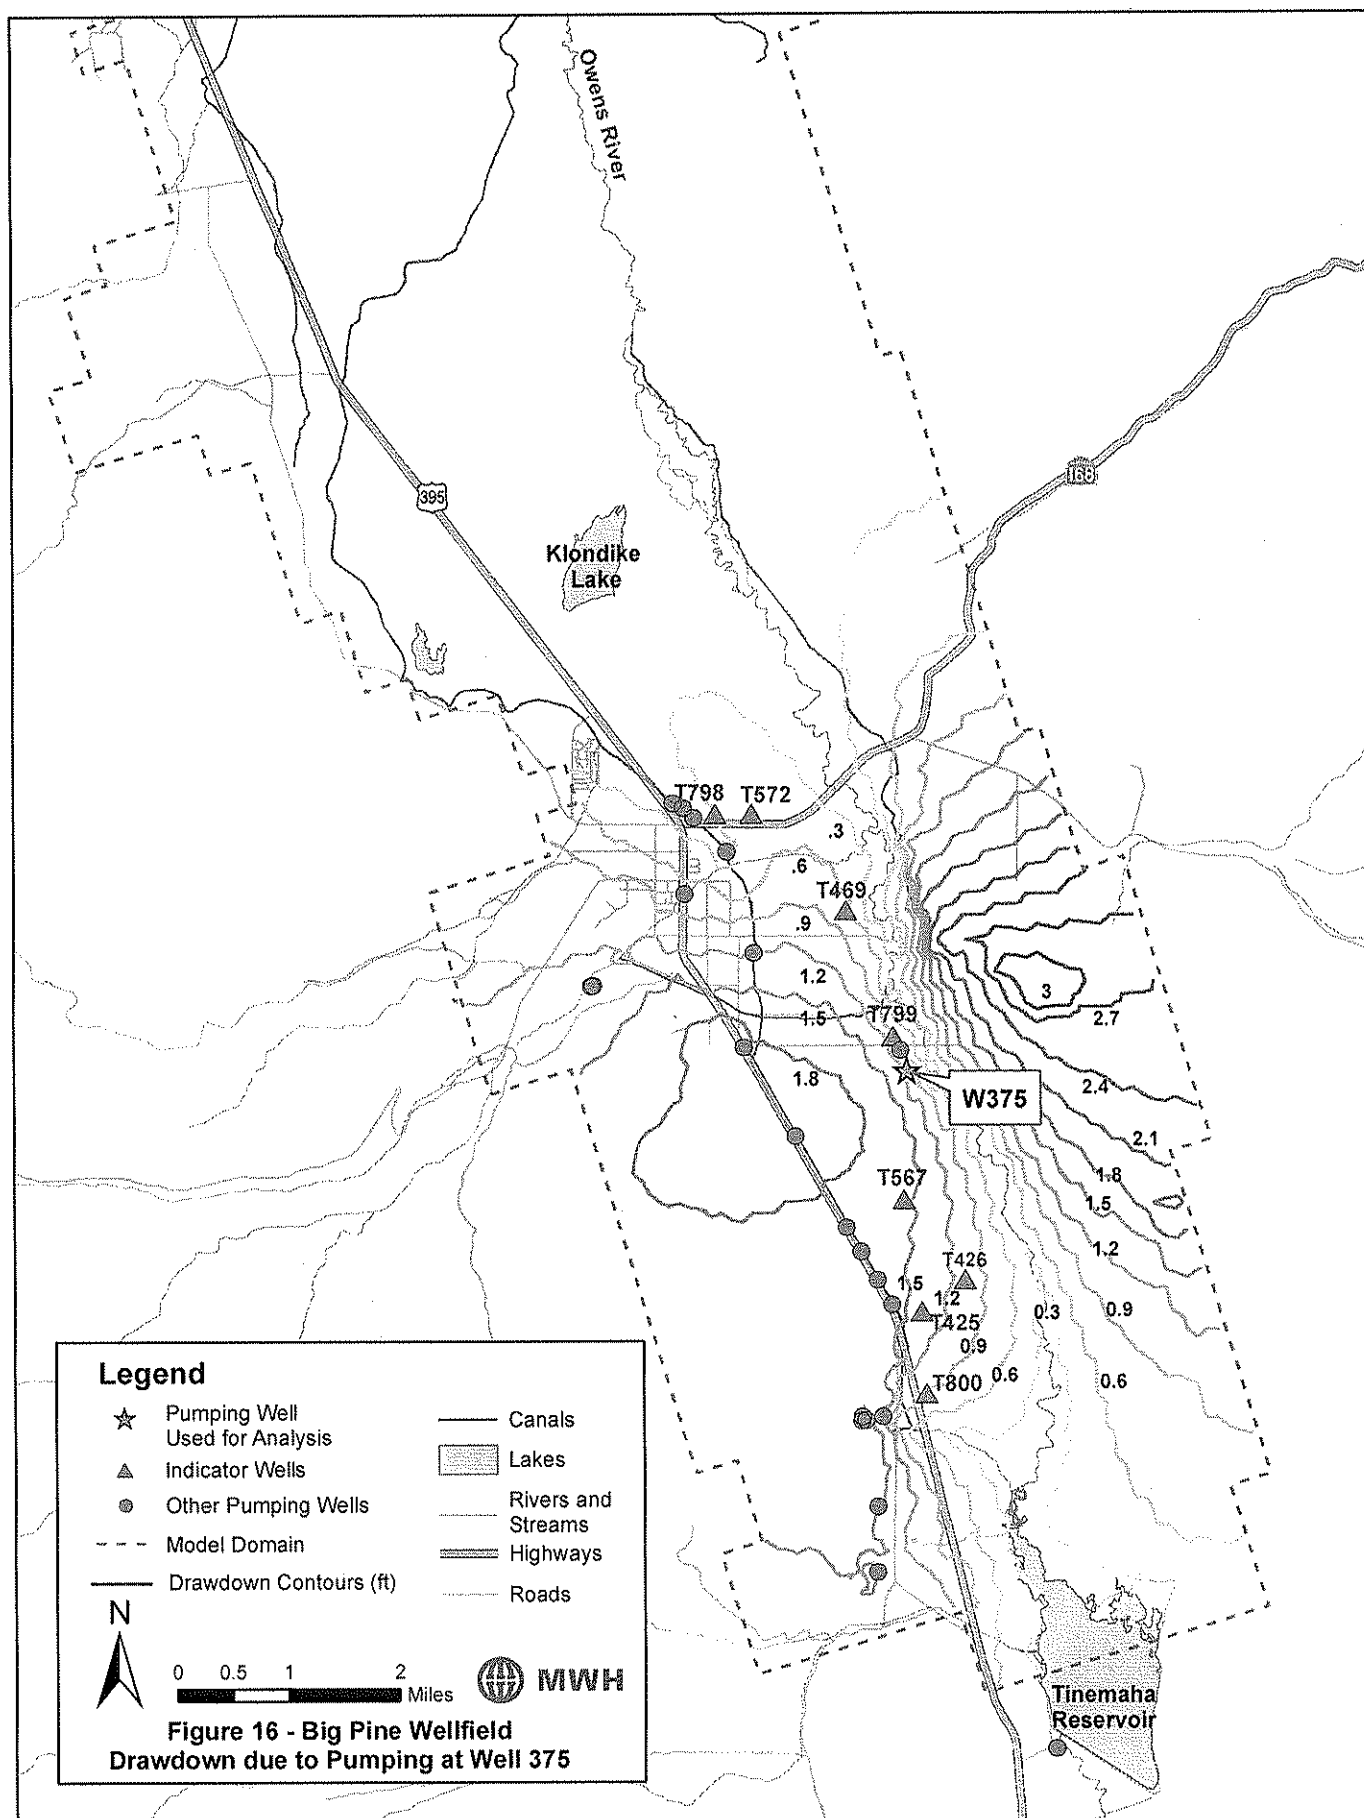 Owens River
168
395
Klondike
Lake
T798
T572
.3
.6
T469
.9
1.2
3
2.7
1.5
T799
1.8
W375
2.4
2.1
T567
1.8
1.5
1.2
T426
1.5
1.2
0.3
0.9
T425
0.9
0.6
0.6
T800
Legend
Pumping Well
Used for Analysis
Indicator Wells
Other Pumping Wells
Model Domain
Drawdown Contours (ft)
Canals
Lakes
Rivers and
Streams
Highways
Roads
N
0 0.5 1 2
Miles
MWH
Figure 16 - Big Pine Wellfield
Drawdown due to Pumping at Well 375
Tinemaha
Reservoir